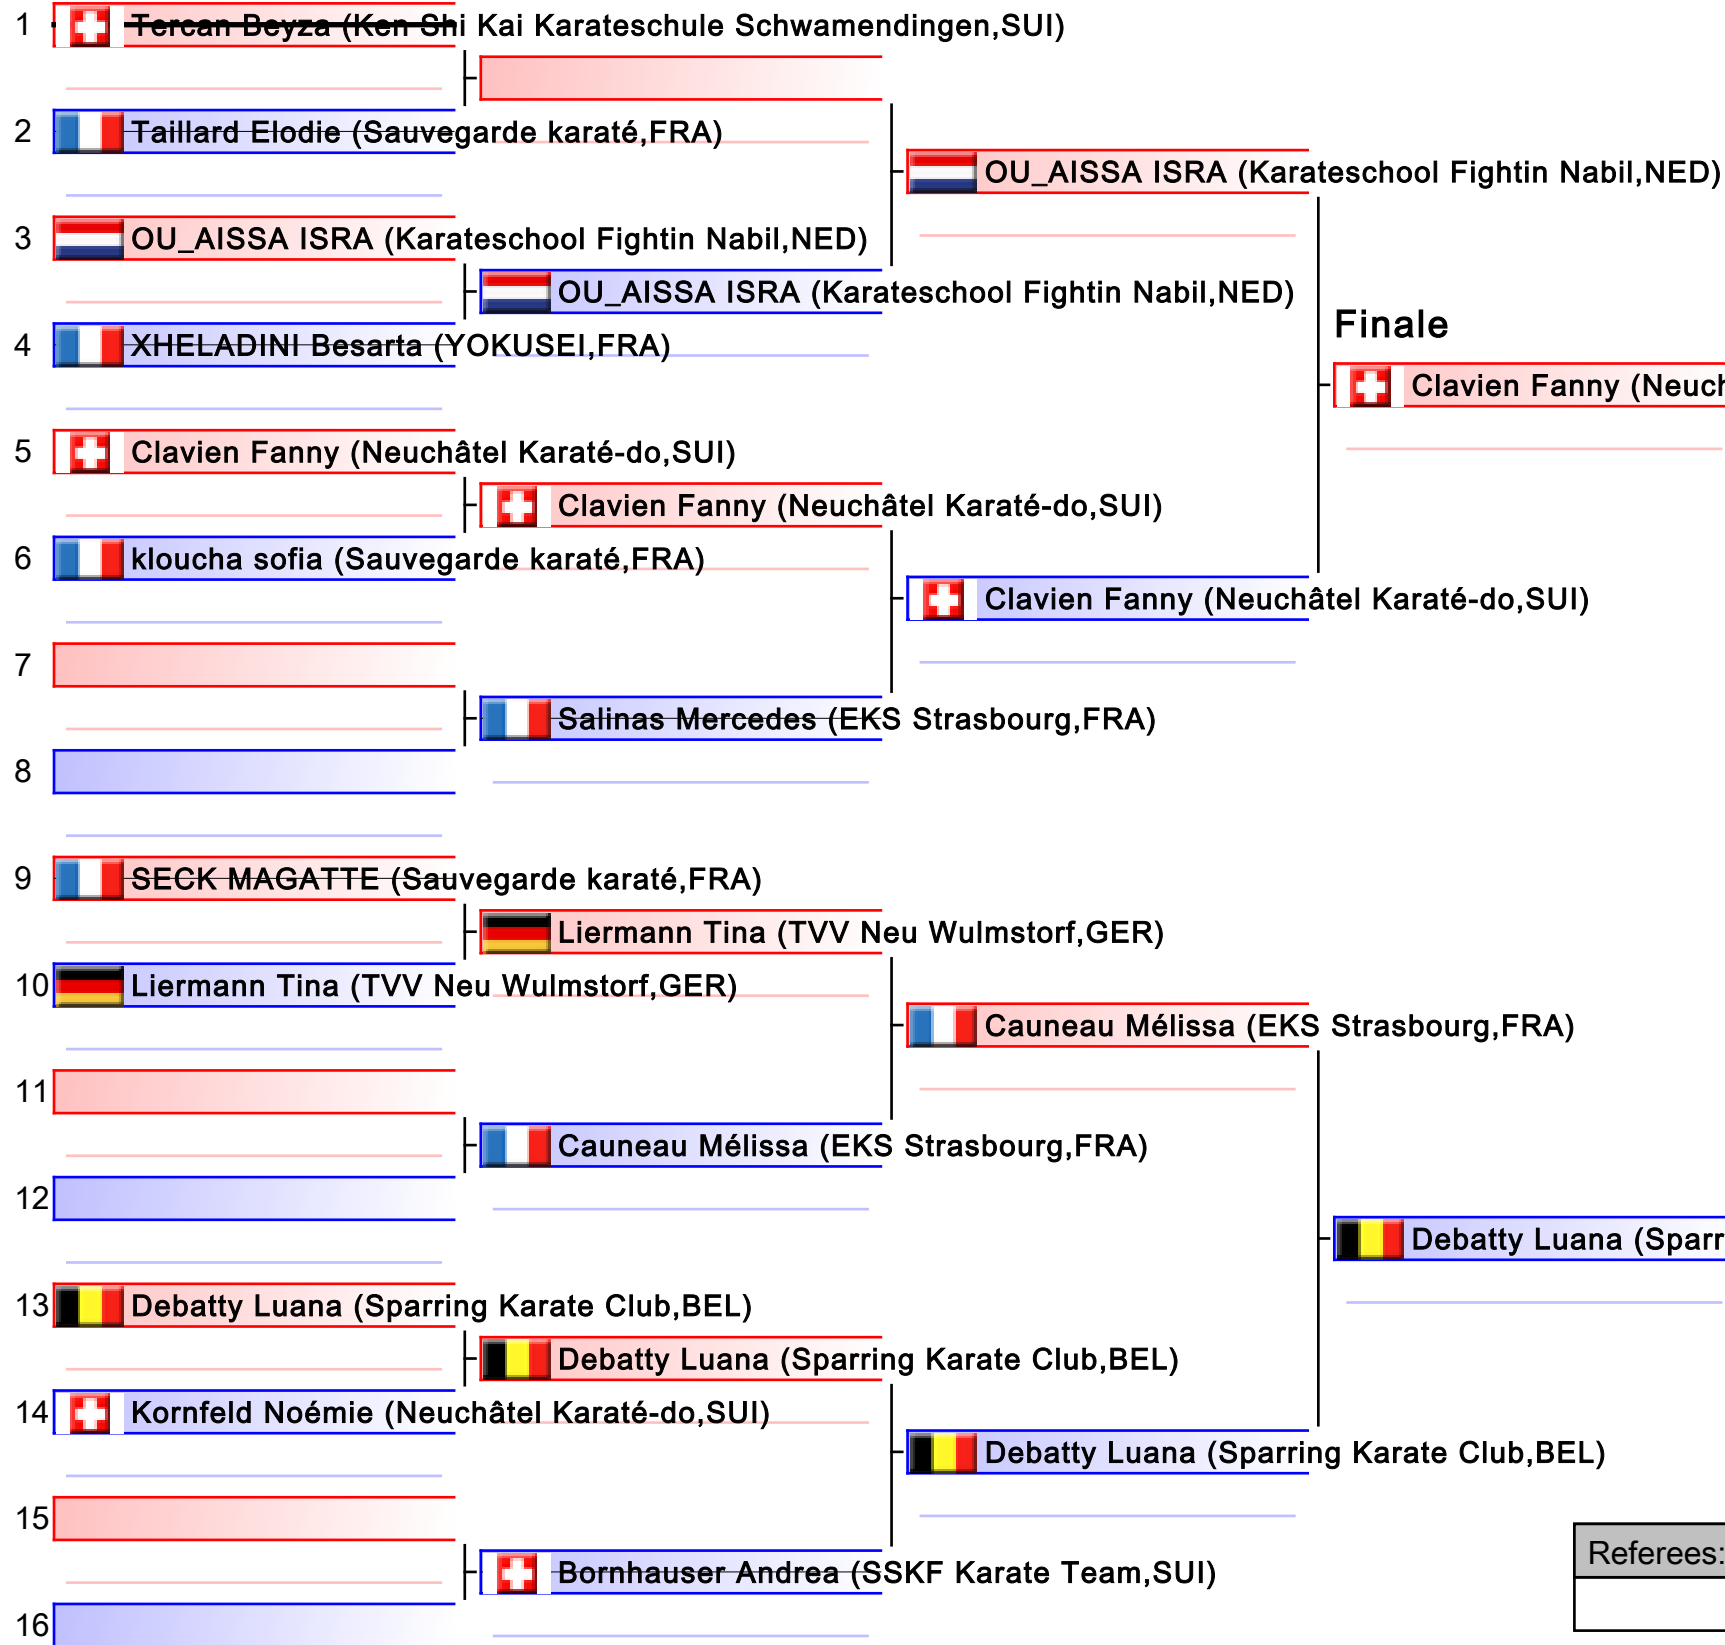 1 Tercan Beyza (Ken Shi Kai Karateschule Schwamendingen,SUI)
2 Taillard Elodie (Sauvegarde karaté,FRA)
OU_AISSA ISRA (Karateschool Fightin Nabil,NED)
3 OU_AISSA ISRA (Karateschool Fightin Nabil,NED)
OU_AISSA ISRA (Karateschool Fightin Nabil,NED)
Finale
4 XHELADINI Besarta (YOKUSEI,FRA)
Clavien Fanny (Neuch
5 Clavien Fanny (Neuchâtel Karaté-do,SUI)
Clavien Fanny (Neuchâtel Karaté-do,SUI)
6 kloucha sofia (Sauvegarde karaté,FRA)
Clavien Fanny (Neuchâtel Karaté-do,SUI)
7
Salinas Mercedes (EKS Strasbourg,FRA)
8
9 SECK MAGATTE (Sauvegarde karaté,FRA)
Liermann Tina (TVV Neu Wulmstorf,GER)
10 Liermann Tina (TVV Neu Wulmstorf,GER)
Cauneau Mélissa (EKS Strasbourg,FRA)
11
Cauneau Mélissa (EKS Strasbourg,FRA)
12
Debatty Luana (Sparr
13 Debatty Luana (Sparring Karate Club,BEL)
Debatty Luana (Sparring Karate Club,BEL)
14 Kornfeld Noémie (Neuchâtel Karaté-do,SUI)
Debatty Luana (Sparring Karate Club,BEL)
15
Referees:
Bornhauser Andrea (SSKF Karate Team,SUI)
16